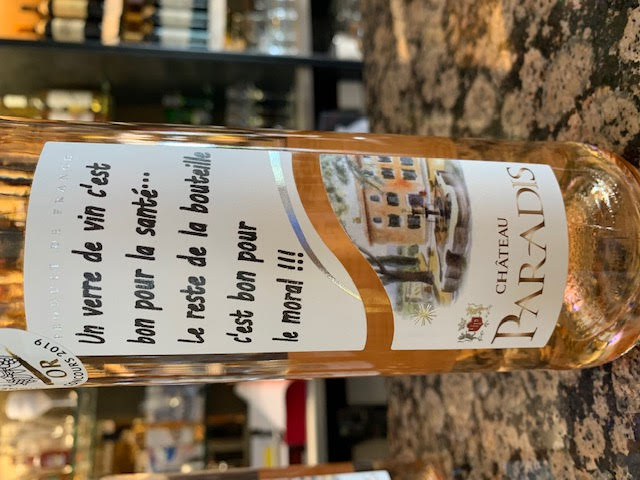 Un verre de vin c'est
bon pour la santé...
Le reste de la bouteille
c'est bon pour
le moral !!!
CHÂTEAU
PARADIS
OR
2019